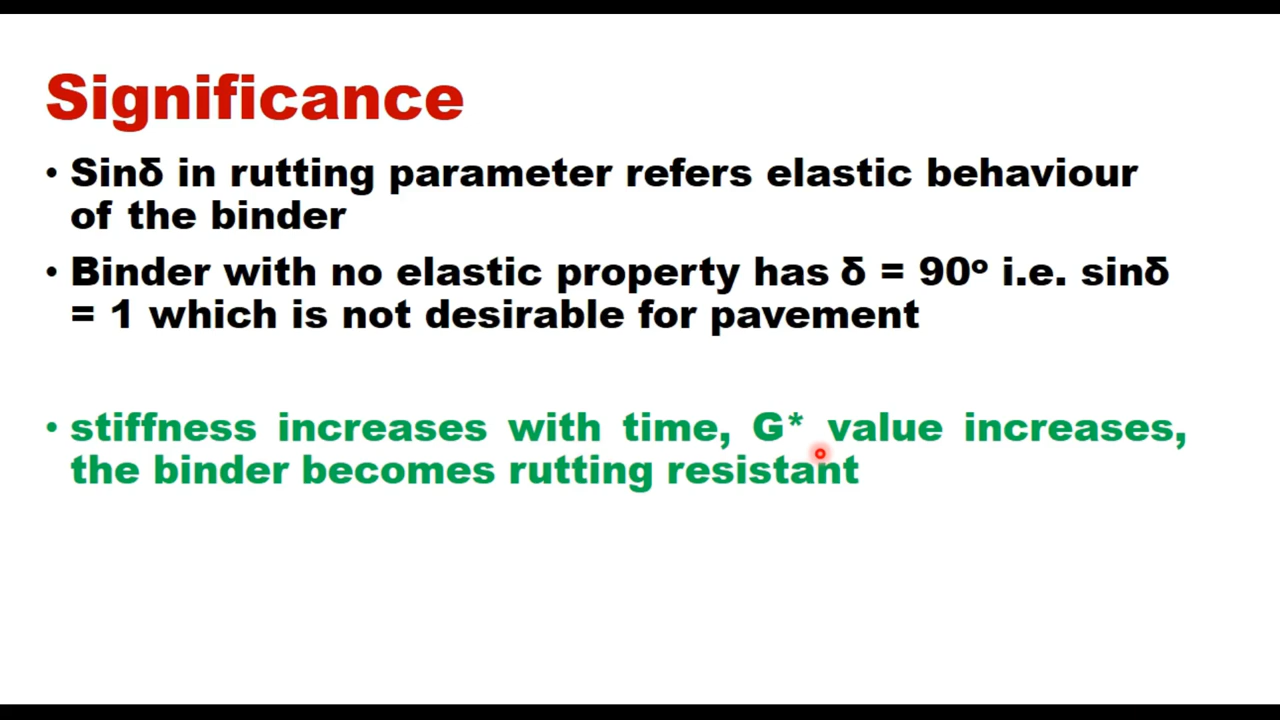 Significance
• Sinδ in rutting parameter refers elastic behaviour
of the binder
• Binder with no elastic property has δ = 90º i.e. sinδ
= 1 which is not desirable for pavement
• stiffness increases with time, G* value increases,
the binder becomes rutting resistant